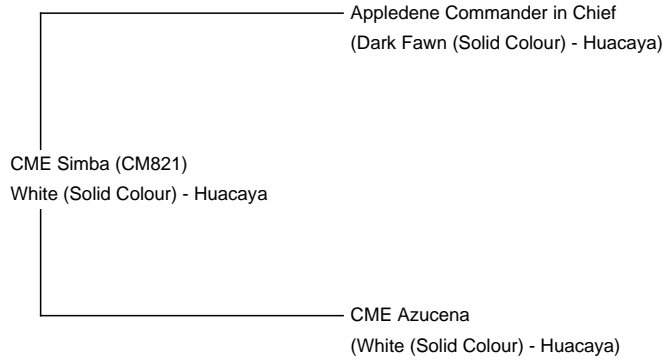 Appledene Commander in Chief
(Dark Fawn (Solid Colour) - Huacaya)
CME Simba (CM821)
White (Solid Colour) - Huacaya
CME Azucena
(White (Solid Colour) - Huacaya)